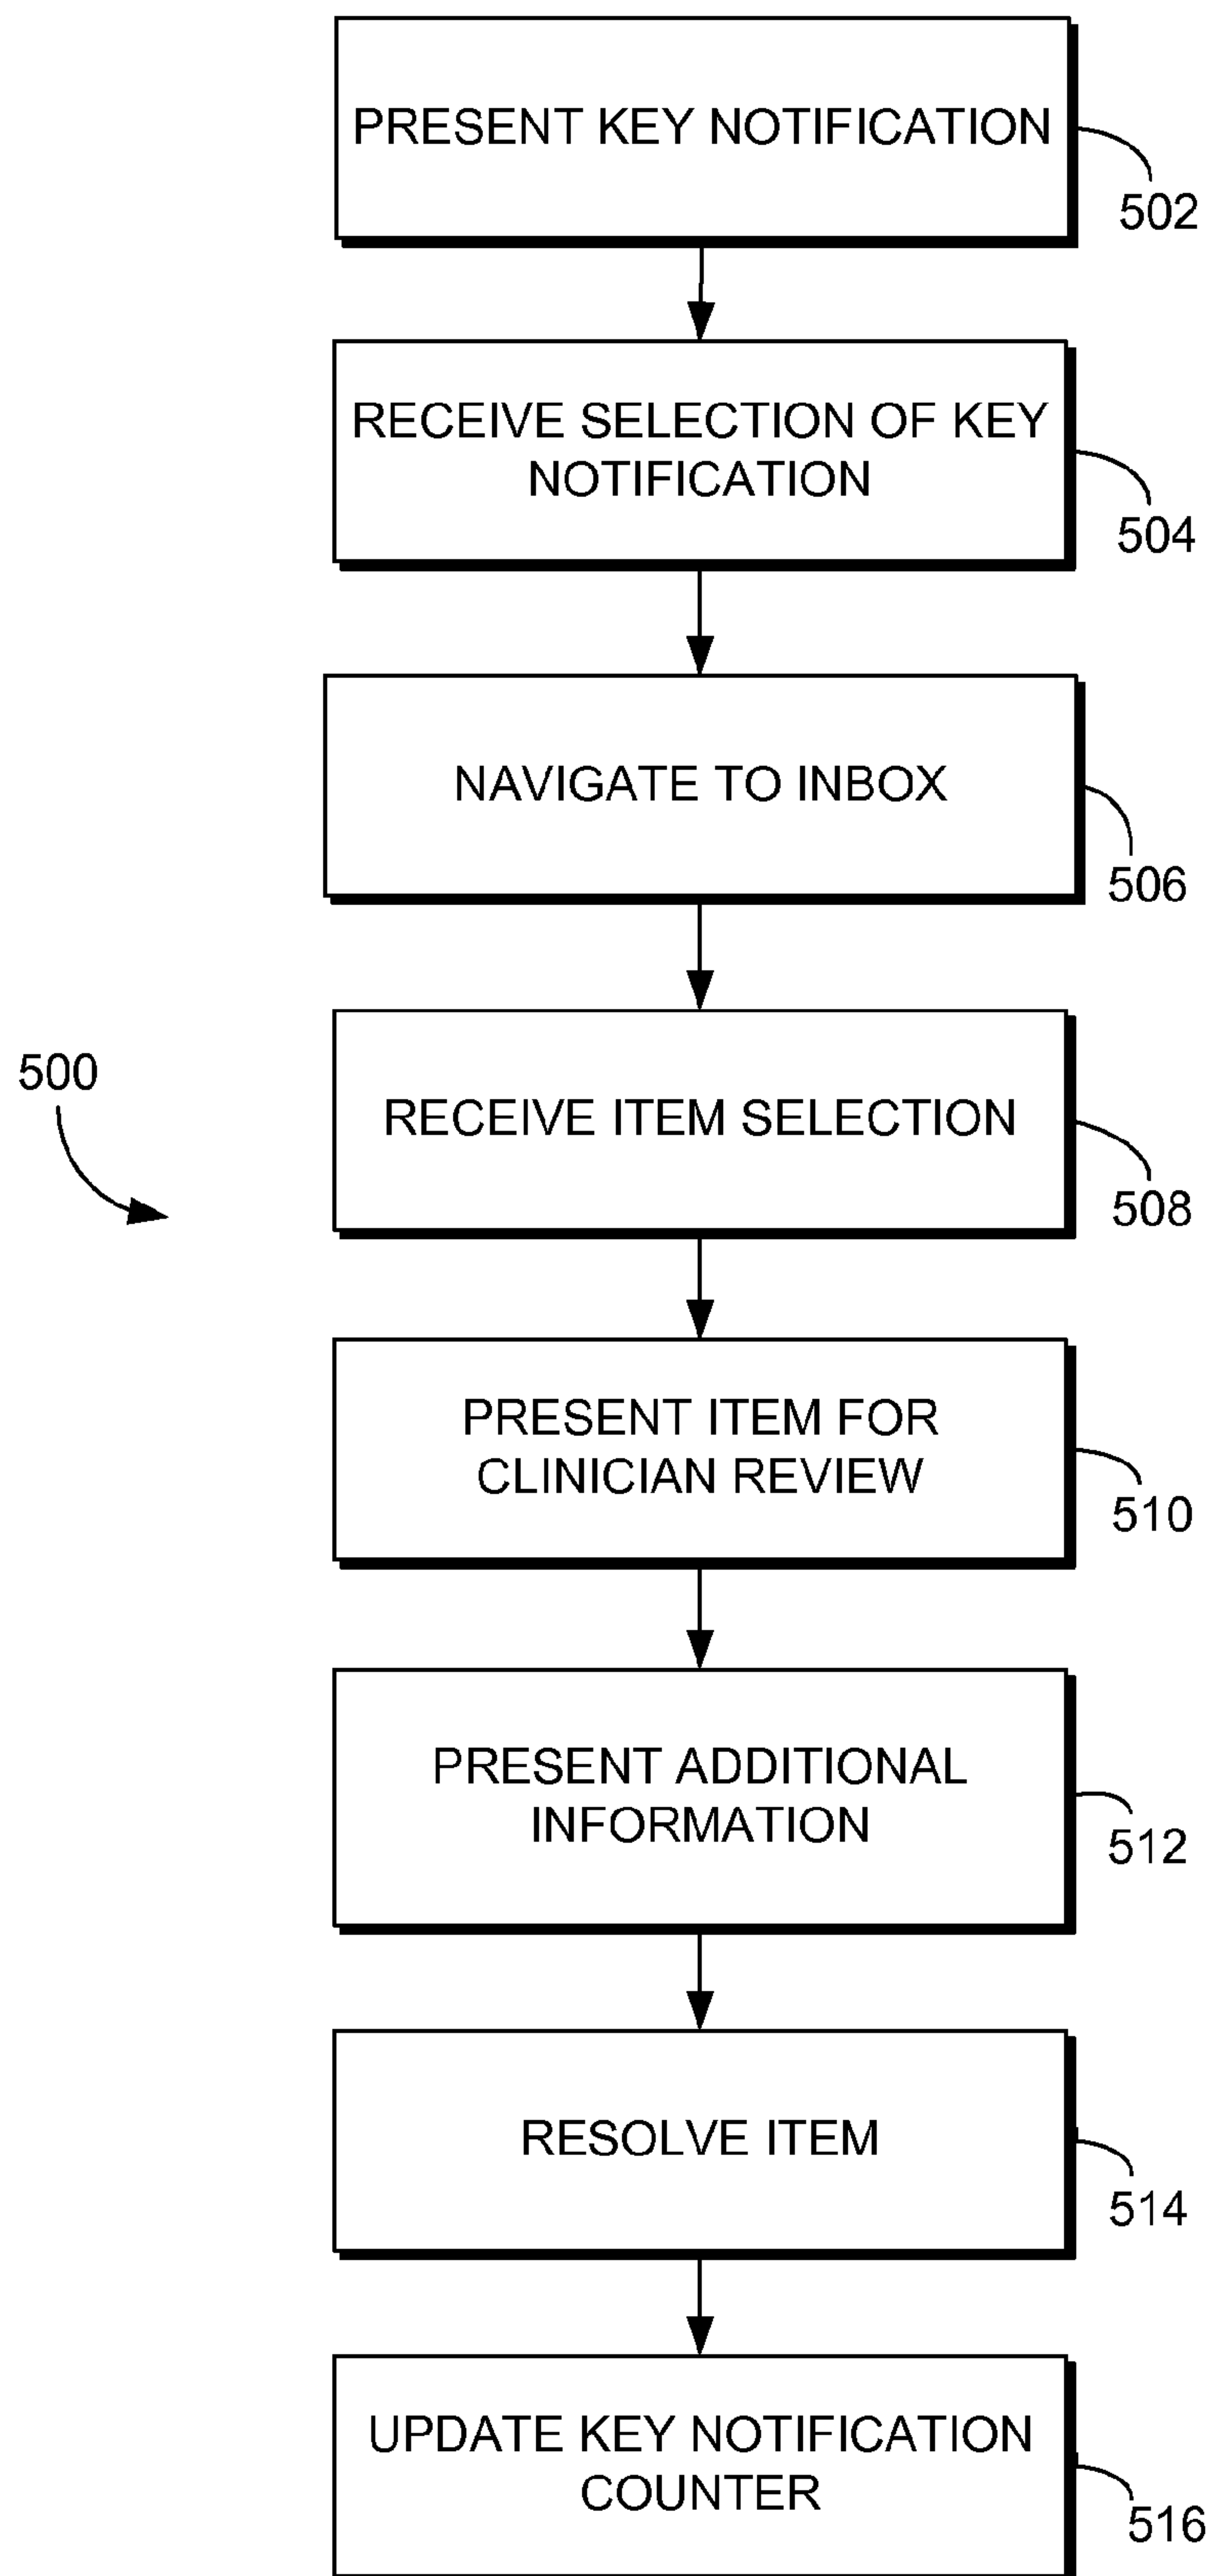 PRESENT KEY NOTIFICATION
502
RECEIVE SELECTION OF KEY
NOTIFICATION
504
NAVIGATE TO INBOX
506
500
RECEIVE ITEM SELECTION
508
PRESENT ITEM FOR
CLINICIAN REVIEW
510
PRESENT ADDITIONAL
INFORMATION
512
RESOLVE ITEM
514
UPDATE KEY NOTIFICATION
COUNTER
516